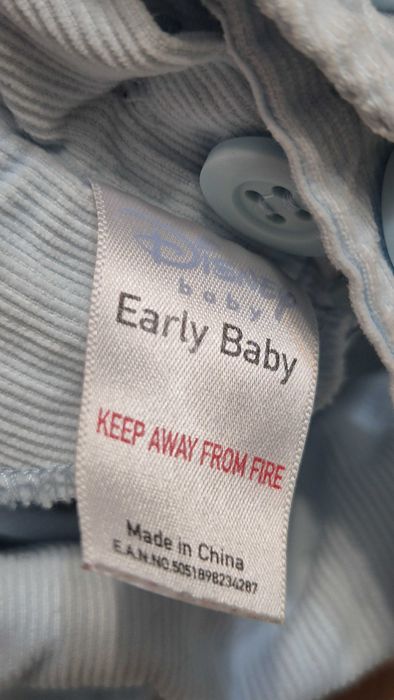 Disney
baby
Early Baby
KEEP AWAY FROM FIRE
Made in China
E.A.N.NO.5051898234287